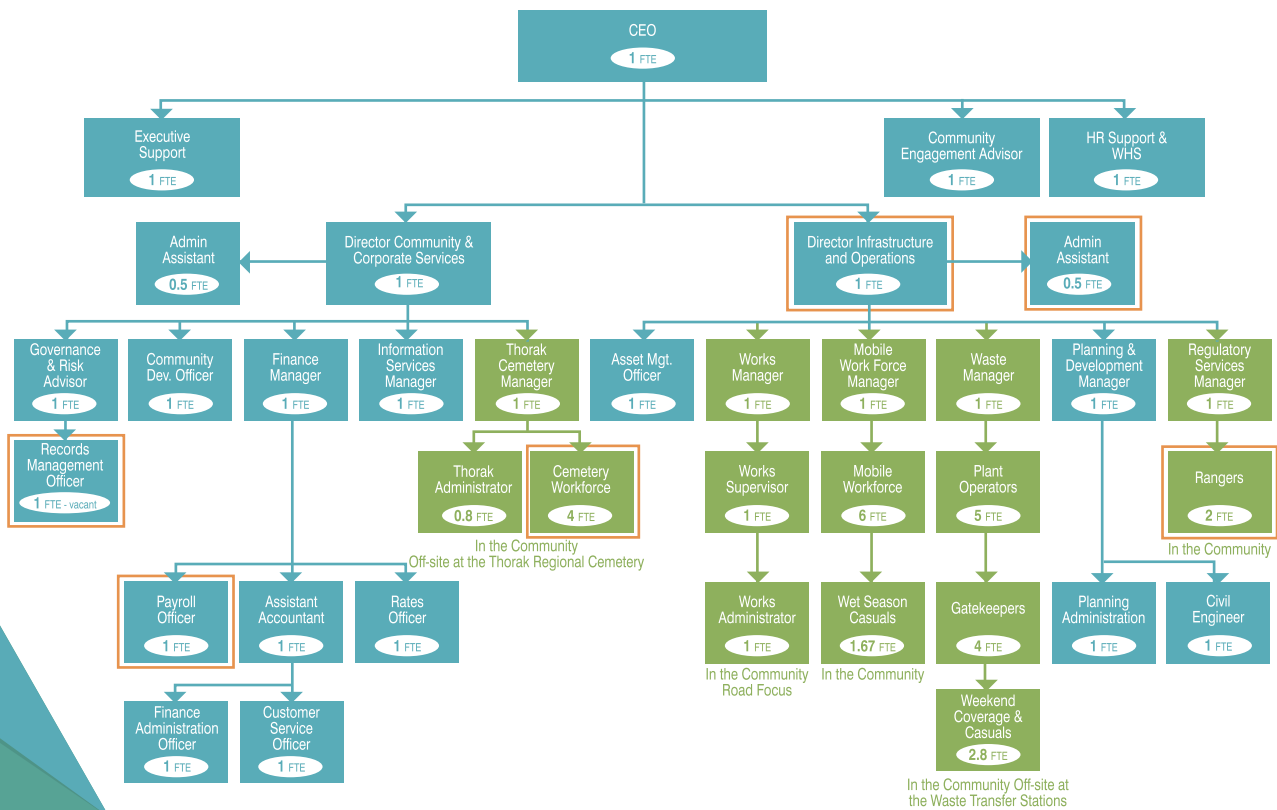 CEO
1 FTE
Executive
Support
1 FTE
Community
Engagement Advisor
1 FTE
HR Support &
WHS
1 FTE
Admin
Assistant
0.5 FTE
Director Community &
Corporate Services
1 FTE
Director Infrastructure
and Operations
1 FTE
Admin
Assistant
0.5 FTE
Governance
& Risk
Advisor
1 FTE
Community
Dev. Officer
1 FTE
Finance
Manager
1 FTE
Information
Services
Manager
1 FTE
Thorak
Cemetery
Manager
1 FTE
Asset Mgt.
Officer
1 FTE
Works
Manager
1 FTE
Mobile
Work Force
Manager
1 FTE
Waste
Manager
1 FTE
Planning &
Development
Manager
1 FTE
Regulatory
Services
Manager
1 FTE
Records
Management
Officer
1 FTE - vacant
Thorak
Administrator
0.8 FTE
Cemetery
Workforce
4 FTE
In the Community
Off-site at the Thorak Regional Cemetery
Works
Supervisor
1 FTE
Mobile
Workforce
6 FTE
Plant
Operators
5 FTE
Rangers
2 FTE
In the Community
Payroll
Officer
1 FTE
Assistant
Accountant
1 FTE
Rates
Officer
1 FTE
Works
Administrator
1 FTE
In the Community
Road Focus
Wet Season
Casuals
1.67 FTE
In the Community
Gatekeepers
4 FTE
Planning
Administration
1 FTE
Civil
Engineer
1 FTE
Finance
Administration
Officer
1 FTE
Customer
Service
Officer
1 FTE
Weekend
Coverage &
Casuals
2.8 FTE
In the Community Off-site at
the Waste Transfer Stations